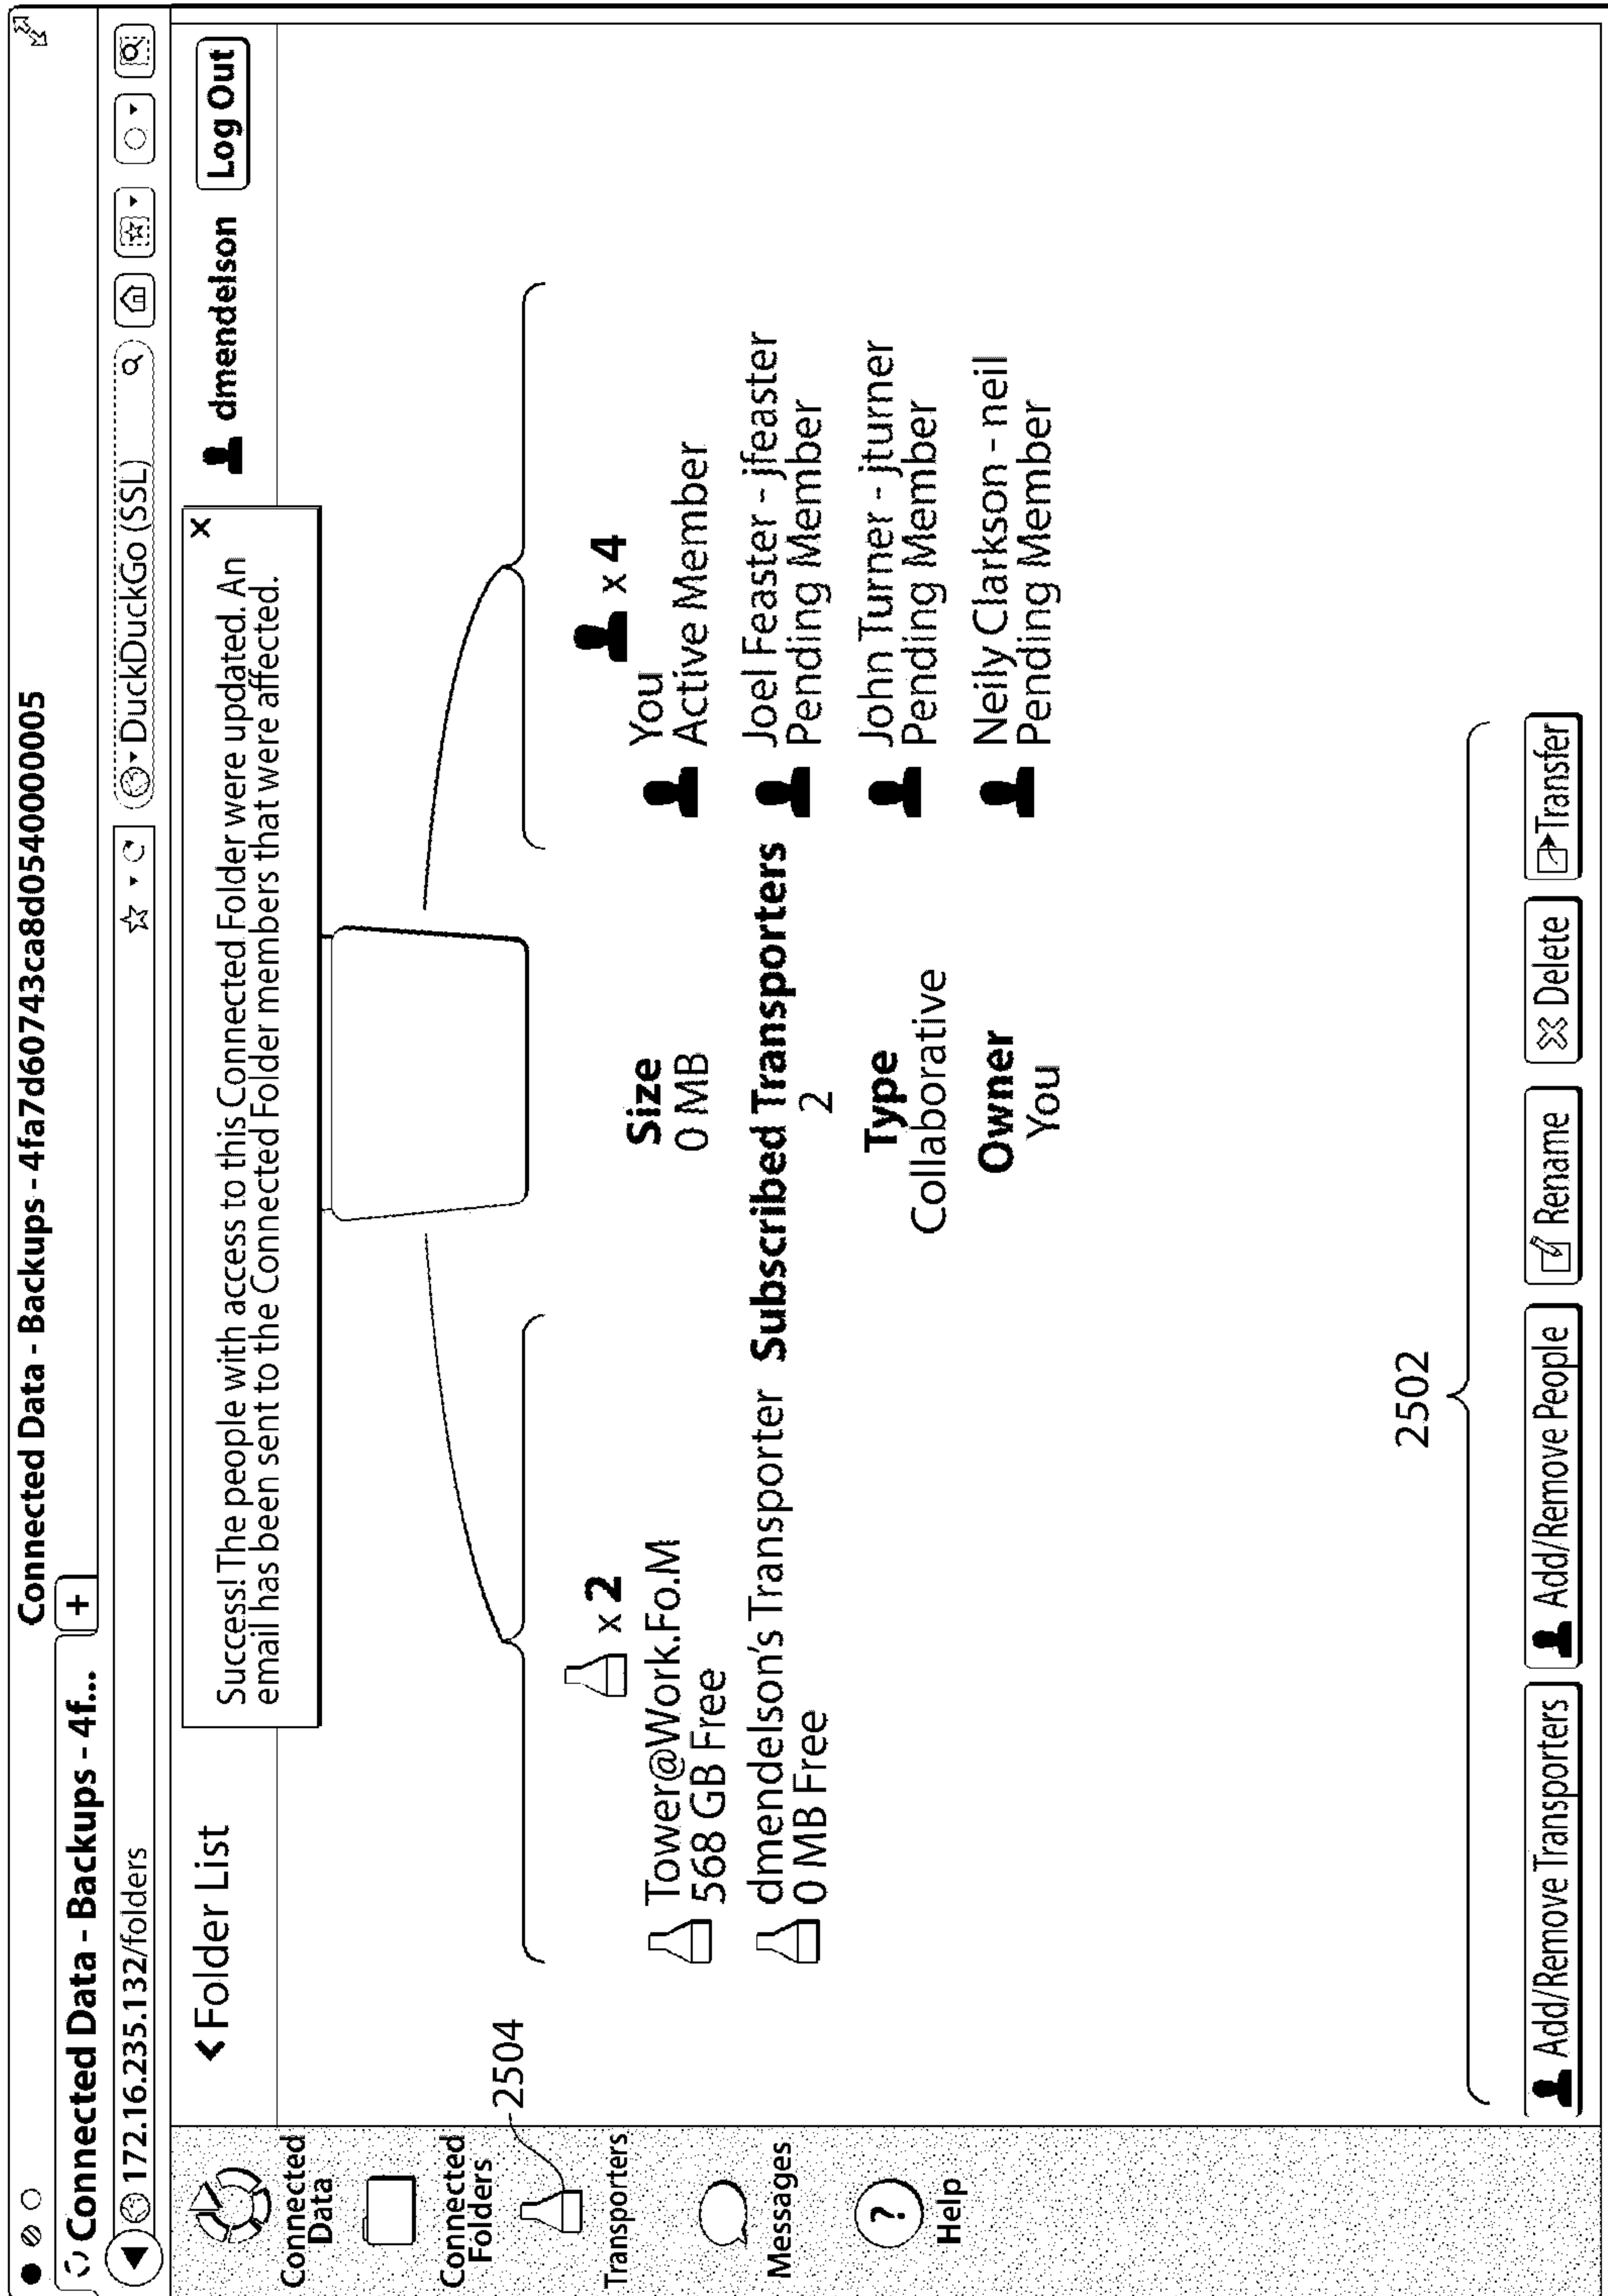 Connected Data - Backups - 4fa7d60743ca8d0540000005
Connected Data - Backups - 4f...
+
172.16.235.132/folders
DuckDuckGo (SSL)
Folder List
Success! The people with access to this Connected Folder were updated. An
email has been sent to the Connected Folder members that were affected.
X
dmendelson
Log Out
Connected
Data
Connected
Folders
2504
Transporters
Messages
?
Help
x 2
Tower@Work.Fo.M
568 GB Free
dmendelson's Transporter
0 MB Free
Size
0 MB
Subscribed Transporters
2
Type
Collaborative
Owner
You
x 4
You
Active Member
Joel Feaster - jfeaster
Pending Member
John Turner - jturner
Pending Member
Neily Clarkson - neil
Pending Member
2502
Add/Remove Transporters
Add/Remove People
Rename
Delete
Transfer